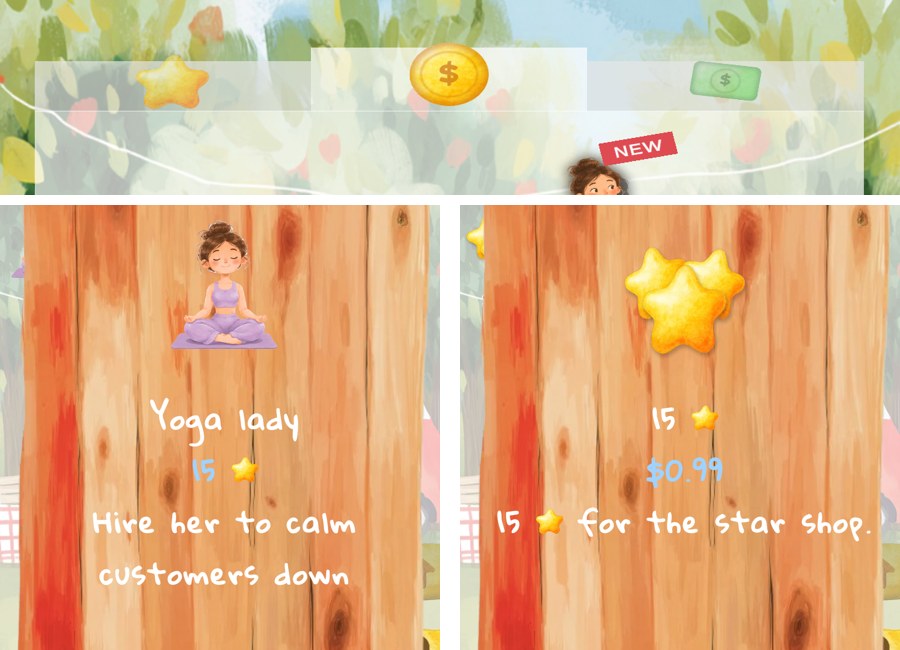 $
$
NEW
Yoga lady
15
Hire her to calm
customers down
15
$0.99
15 for the star shop.